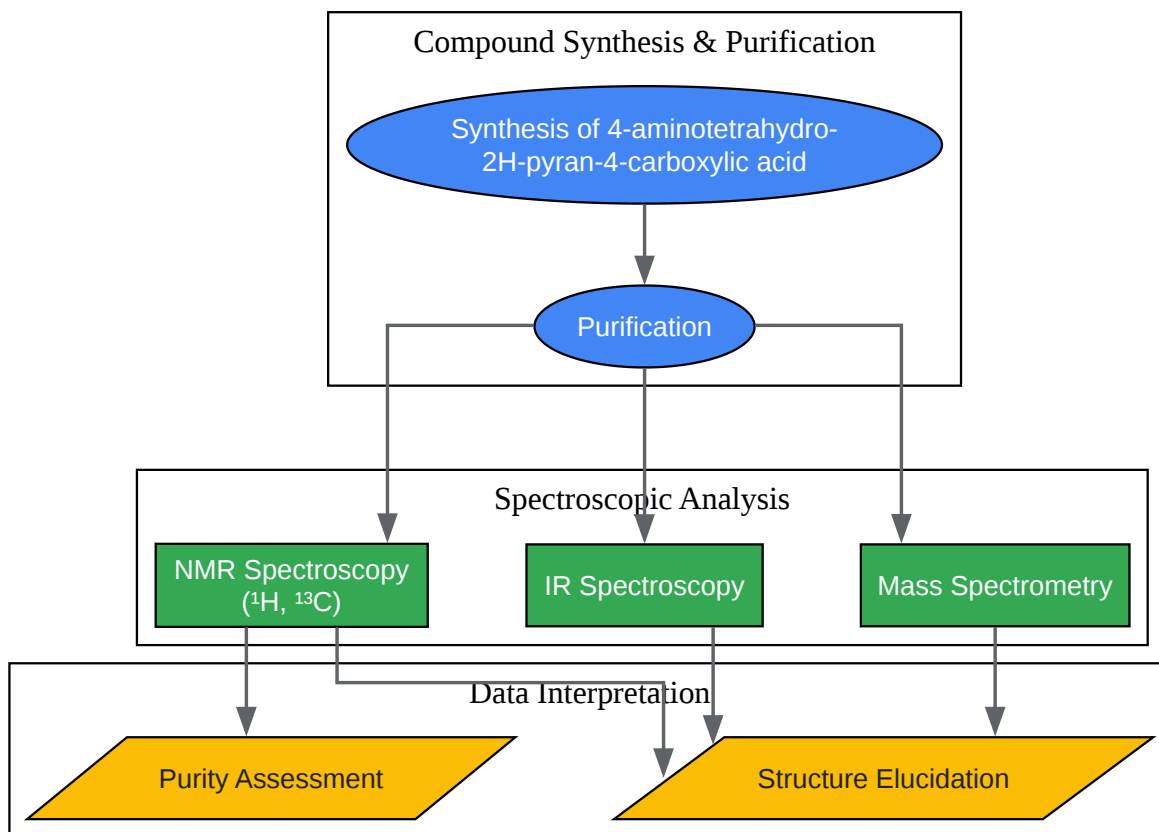 Compound Synthesis & Purification
Synthesis of 4-aminotetrahydro-
2H-pyran-4-carboxylic acid
Purification
Spectroscopic Analysis
NMR Spectroscopy
(¹H, ¹³C)
IR Spectroscopy
Mass Spectrometry
Data Interpretation
Purity Assessment
Structure Elucidation